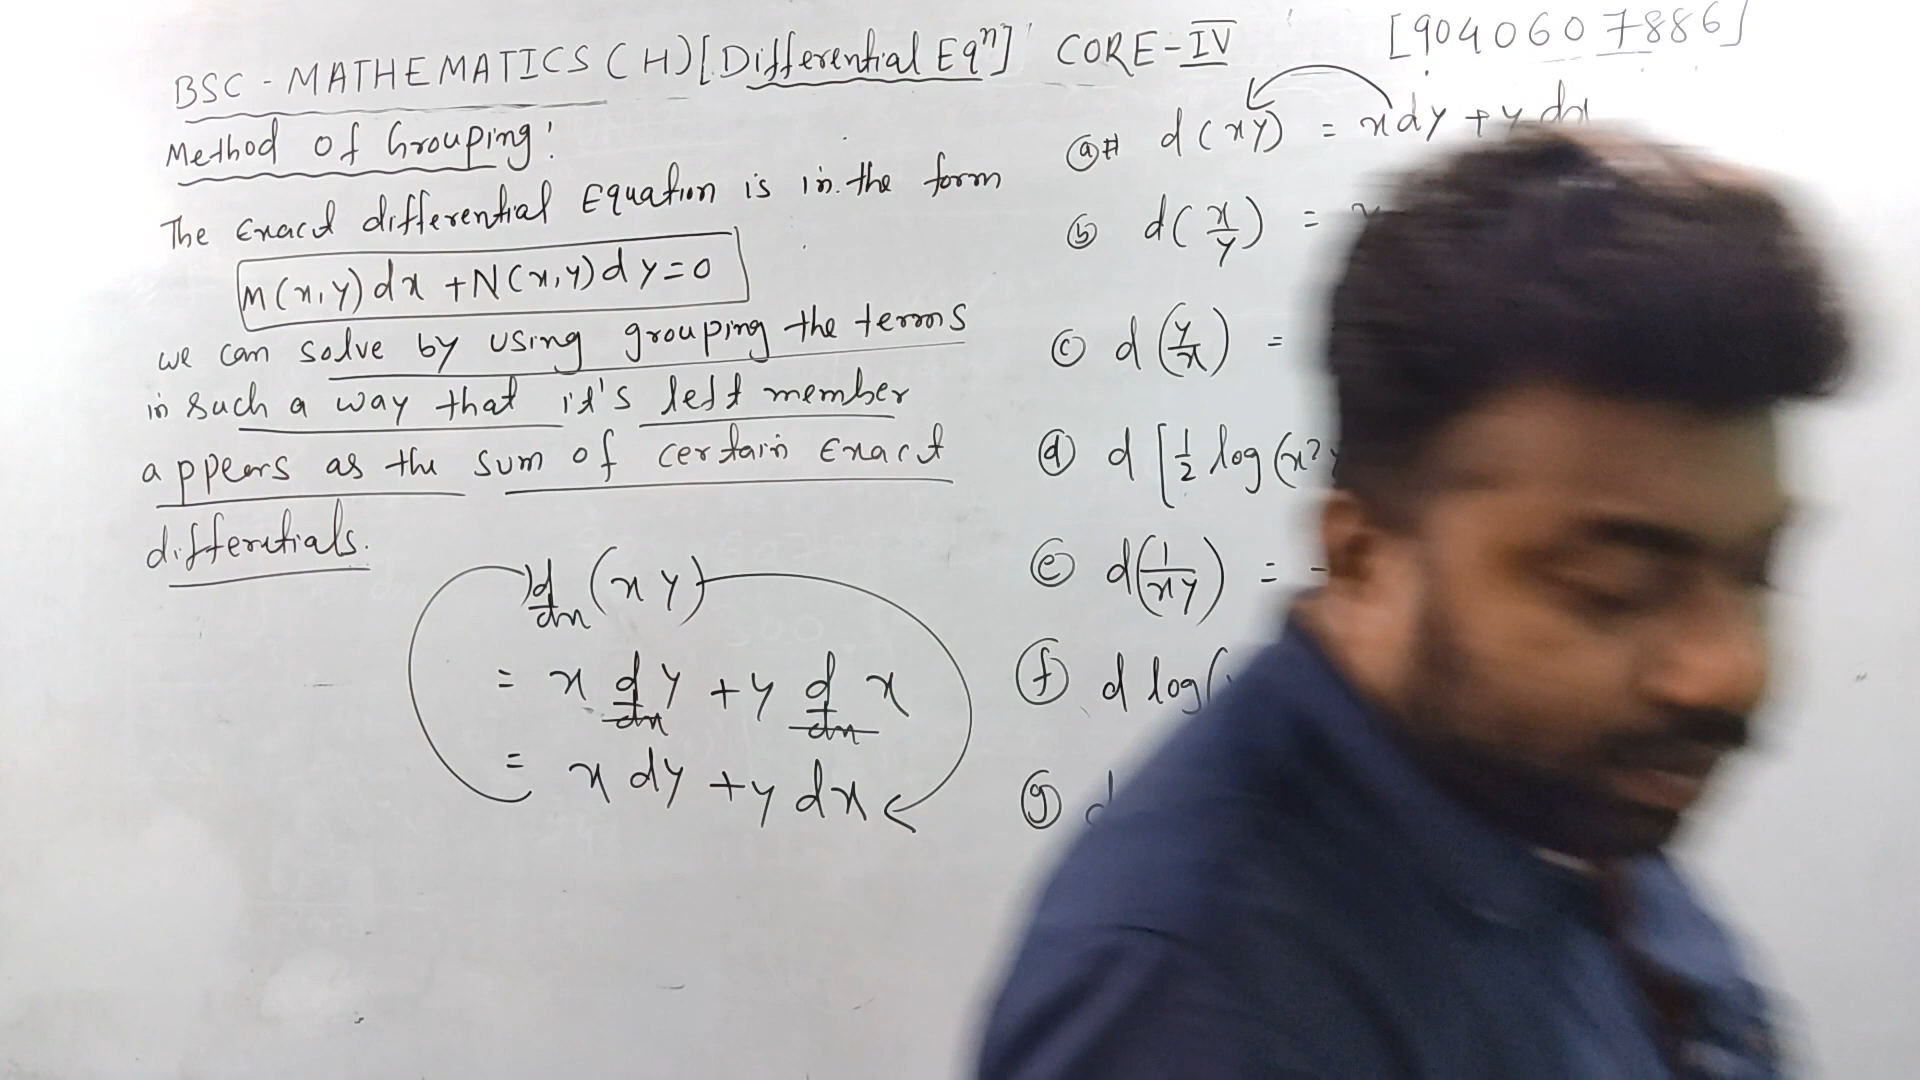 BSC - MATHEMATICS (H) [Differential Eqⁿ] CORE-IV [9040607886]
Method of Grouping:
The Exact differential Equation is in the form
M(x,y)dx + N(x,y)dy=0
we can solve by using grouping the terms
in such a way that it's left member
appears as the sum of certain Exact
differentials.
d/dx (xy)
= x d/dx y + y d/dx x
= x dy + y dx
(a) # d(xy) = xdy + y dx
(b) d(x/y) =
(c) d(y/x) =
(d) d[1/2 log(x²
(e) d(1/xy) = -
(f) d log(
(g) d